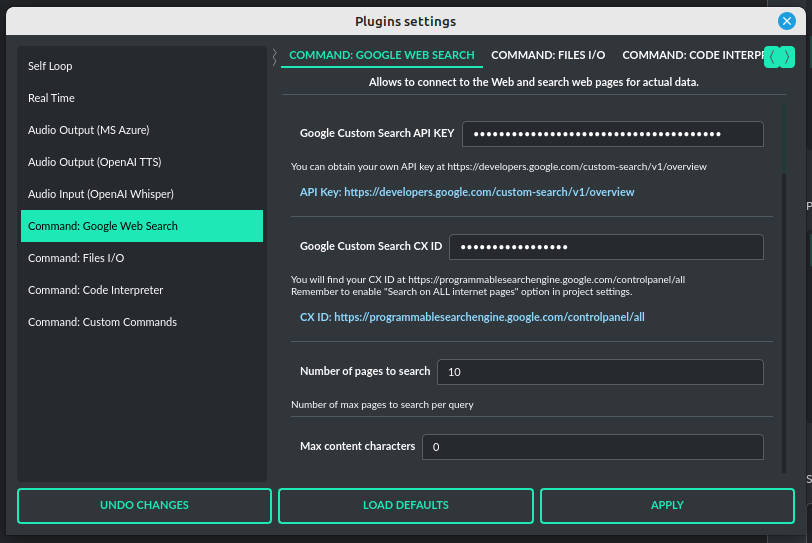 Plugins settings
Self Loop
Real Time
Audio Output (MS Azure)
Audio Output (OpenAI TTS)
Audio Input (OpenAI Whisper)
Command: Google Web Search
Command: Files I/O
Command: Code Interpreter
Command: Custom Commands
COMMAND: GOOGLE WEB SEARCH COMMAND: FILES I/O COMMAND: CODE INTERP
Allows to connect to the Web and search web pages for actual data.
Google Custom Search API KEY ●●●●●●●●●●●●●●●●●●●●●●●●●●●●●●●●●●●●●●●
You can obtain your own API key at https://developers.google.com/custom-search/v1/overview
API Key: https://developers.google.com/custom-search/v1/overview
Google Custom Search CX ID ●●●●●●●●●●●●●●●●●
You will find your CX ID at https://programmablesearchengine.google.com/controlpanel/all
Remember to enable "Search on ALL internet pages" option in project settings.
CX ID: https://programmablesearchengine.google.com/controlpanel/all
Number of pages to search 10
Number of max pages to search per query
Max content characters 0
UNDO CHANGES LOAD DEFAULTS APPLY